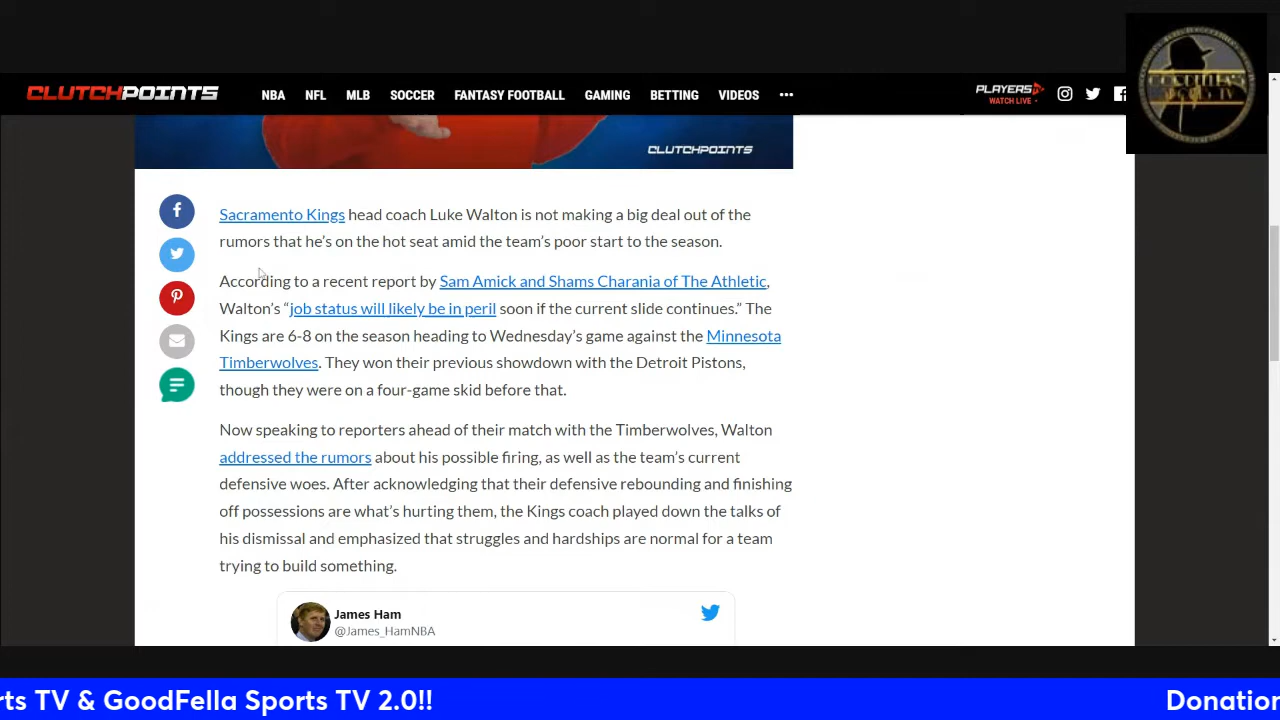 CLUTCHPOINTS
NBA NFL MLB SOCCER FANTASY FOOTBALL GAMING BETTING VIDEOS •••
PLAYERS TV
WATCH LIVE
CLUTCHPOINTS
Sacramento Kings head coach Luke Walton is not making a big deal out of the
rumors that he's on the hot seat amid the team's poor start to the season.
According to a recent report by Sam Amick and Shams Charania of The Athletic,
Walton's “job status will likely be in peril soon if the current slide continues.” The
Kings are 6-8 on the season heading to Wednesday's game against the Minnesota
Timberwolves. They won their previous showdown with the Detroit Pistons,
though they were on a four-game skid before that.
Now speaking to reporters ahead of their match with the Timberwolves, Walton
addressed the rumors about his possible firing, as well as the team's current
defensive woes. After acknowledging that their defensive rebounding and finishing
off possessions are what's hurting them, the Kings coach played down the talks of
his dismissal and emphasized that struggles and hardships are normal for a team
trying to build something.
James Ham
@James_HamNBA
rts TV & GoodFella Sports TV 2.0!! Donation